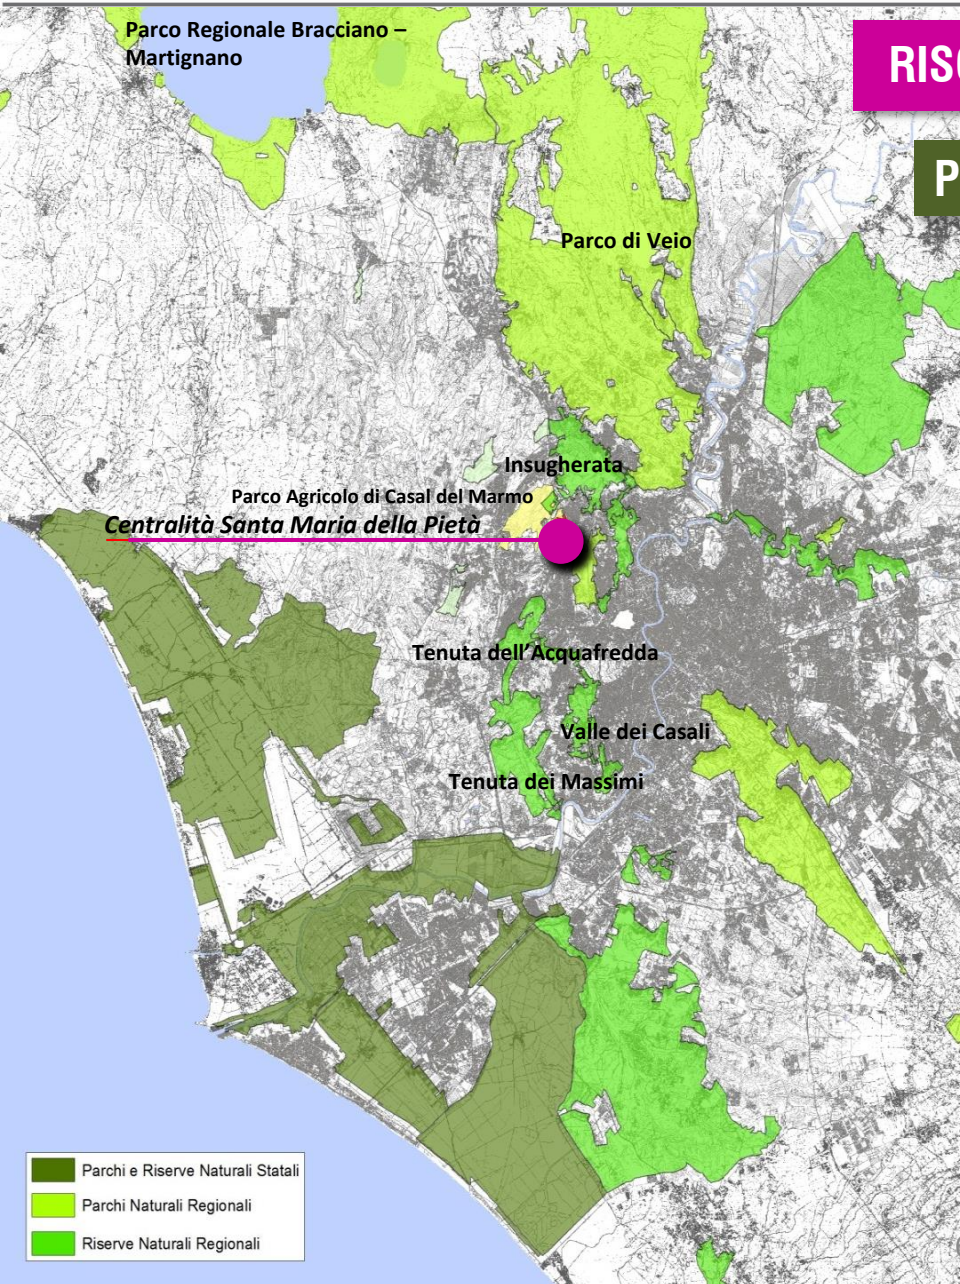 Parco Regionale Bracciano –
Martignano
Parco di Veio
Insugherata
Parco Agricolo di Casal del Marmo
Centralità Santa Maria della Pietà
Tenuta dell'Acquafredda
Valle dei Casali
Tenuta dei Massimi
Parchi e Riserve Naturali Statali
Parchi Naturali Regionali
Riserve Naturali Regionali